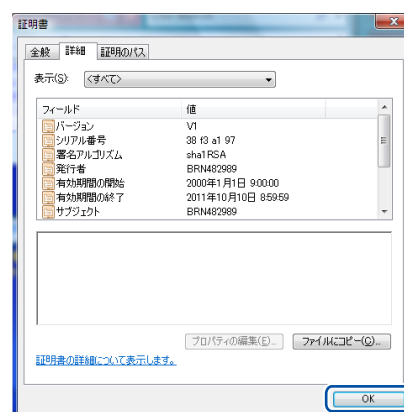 証明書
全般 詳細 証明のパス
表示(S): <すべて>
フィールド 値
バージョン V1
シリアル番号 38 f3 a1 97
署名アルゴリズム sha1RSA
発行者 BRN482989
有効期間の開始 2000年1月1日 9:00:00
有効期間の終了 2011年10月10日 8:59:59
サブジェクト BRN482989
プロパティの編集(E)... ファイルにコピー(C)...
証明書の詳細について表示します。
OK